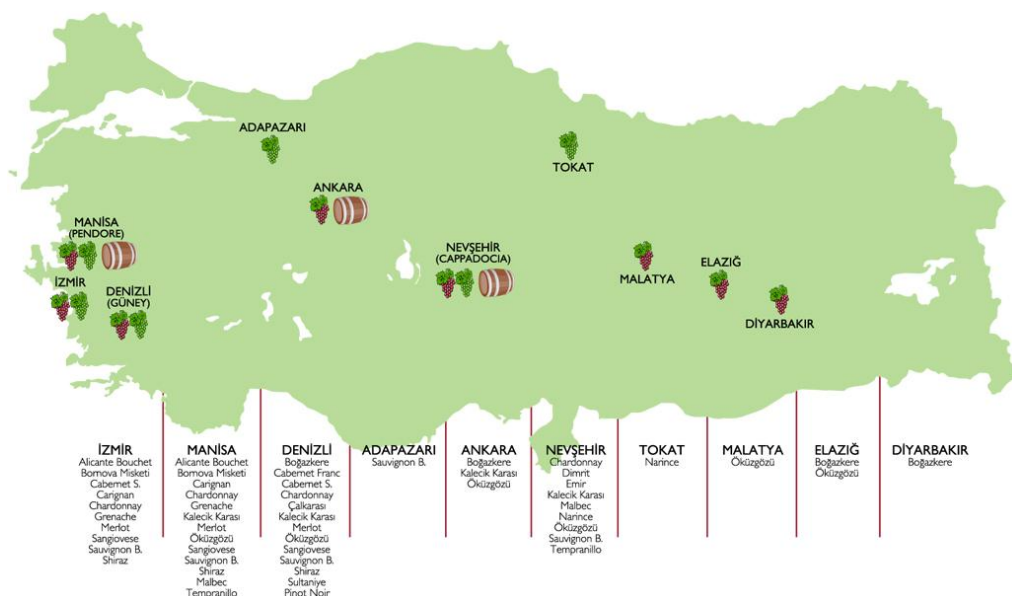 ADAPAZARI
TOKAT
ANKARA
MANİSA
(PENDORE)
NEVŞEHİR
(CAPPADOCIA)
İZMİR
DENİZLİ
(GÜNEY)
MALATYA
ELAZIĞ
DİYARBAKIR
İZMİR
Alicante Bouchet
Bornova Misketi
Cabernet S.
Carignan
Chardonnay
Grenache
Merlot
Sangiovese
Sauvignon B.
Shiraz
MANİSA
Alicante Bouchet
Bornova Misketi
Carignan
Chardonnay
Grenache
Kalecik Karası
Merlot
Öküzgözü
Sangiovese
Sauvignon B.
Shiraz
Malbec
Tempranillo
DENİZLİ
Boğazkere
Cabernet Franc
Cabernet S.
Chardonnay
Çalkarası
Kalecik Karası
Merlot
Öküzgözü
Sangiovese
Sauvignon B.
Shiraz
Sultaniye
Pinot Noir
ADAPAZARI
Sauvignon B.
ANKARA
Boğazkere
Kalecik Karası
Öküzgözü
NEVŞEHİR
Chardonnay
Dimrit
Emir
Kalecik Karası
Malbec
Narince
Öküzgözü
Sauvignon B.
Tempranillo
TOKAT
Narince
MALATYA
Öküzgözü
ELAZIĞ
Boğazkere
Öküzgözü
DİYARBAKIR
Boğazkere